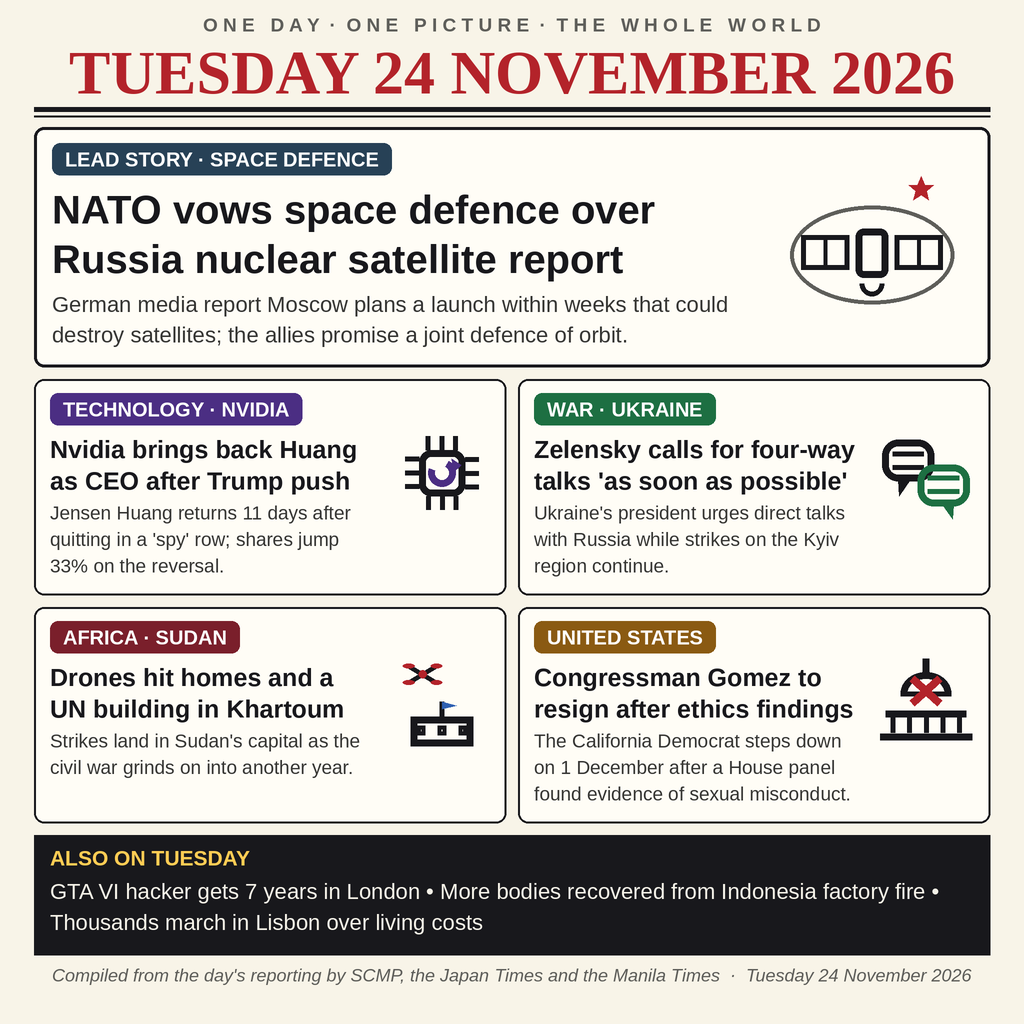 ONE DAY · ONE PICTURE · THE WHOLE WORLD
TUESDAY 24 NOVEMBER 2026
LEAD STORY · SPACE DEFENCE
NATO vows space defence over
Russia nuclear satellite report
German media report Moscow plans a launch within weeks that could
destroy satellites; the allies promise a joint defence of orbit.
TECHNOLOGY · NVIDIA
Nvidia brings back Huang
as CEO after Trump push
Jensen Huang returns 11 days after
quitting in a 'spy' row; shares jump
33% on the reversal.
WAR · UKRAINE
Zelensky calls for four-way
talks 'as soon as possible'
Ukraine's president urges direct talks
with Russia while strikes on the Kyiv
region continue.
AFRICA · SUDAN
Drones hit homes and a
UN building in Khartoum
Strikes land in Sudan's capital as the
civil war grinds on into another year.
UNITED STATES
Congressman Gomez to
resign after ethics findings
The California Democrat steps down
on 1 December after a House panel
found evidence of sexual misconduct.
ALSO ON TUESDAY
GTA VI hacker gets 7 years in London • More bodies recovered from Indonesia factory fire •
Thousands march in Lisbon over living costs
Compiled from the day's reporting by SCMP, the Japan Times and the Manila Times · Tuesday 24 November 2026